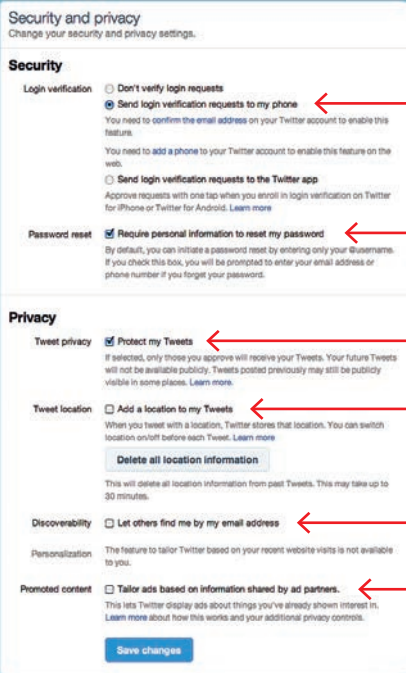 Security and privacy
Change your security and privacy settings.
Security
Login verification
Don't verify login requests
Send login verification requests to my phone
You need to confirm the email address on your Twitter account to enable this
feature.
You need to add a phone to your Twitter account to enable this feature on the
web.
Send login verification requests to the Twitter app
Approve requests with one tap when you enroll in login verification on Twitter
for iPhone or Twitter for Android. Learn more
Password reset
Require personal information to reset my password
By default, you can initiate a password reset by entering only your @username.
If you check this box, you will be prompted to enter your email address or
phone number if you forget your password.
Privacy
Tweet privacy
Protect my Tweets
If selected, only those you approve will receive your Tweets. Your future Tweets
will not be available publicly. Tweets posted previously may still be publicly
visible in some places. Learn more.
Tweet location
Add a location to my Tweets
When you tweet with a location, Twitter stores that location. You can switch
location on/off before each Tweet. Learn more
Delete all location information
This will delete all location information from past Tweets. This may take up to
30 minutes.
Discoverability
Let others find me by my email address
Personalization
The feature to tailor Twitter based on your recent website visits is not available
to you.
Promoted content
Tailor ads based on information shared by ad partners.
This lets Twitter display ads about things you've already shown interest in.
Learn more about how this works and your additional privacy controls.
Save changes